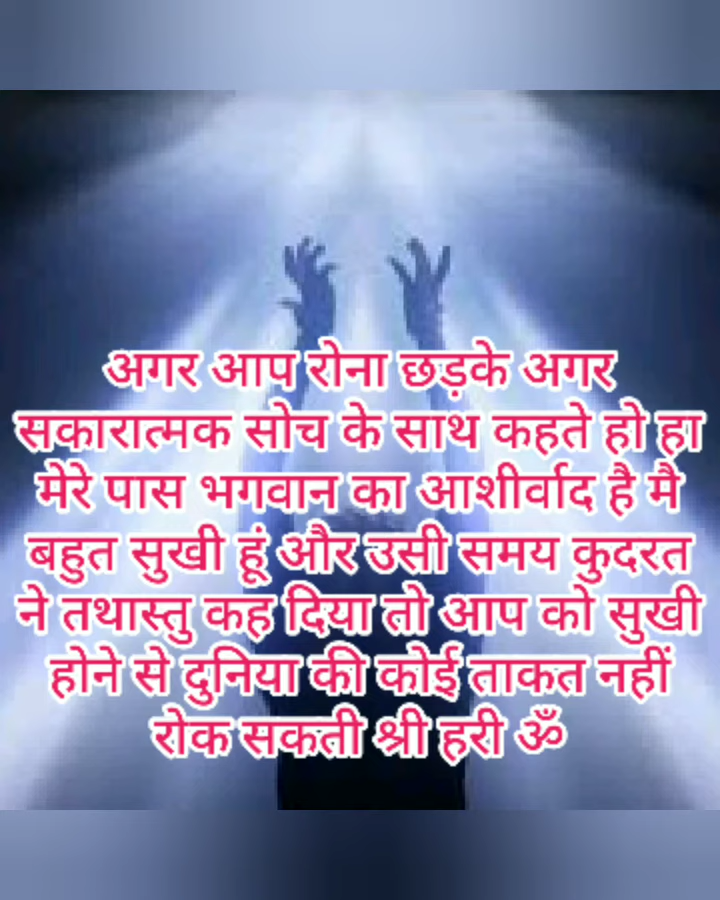 अगर आप रोना छड़के अगर
सकारात्मक सोच के साथ कहते हो हा
मेरे पास भगवान का आशीर्वाद है मै
बहुत सुखी हूं और उसी समय कुदरत
ने तथास्तु कह दिया तो आप को सुखी
होने से दुनिया की कोई ताकत नहीं
रोक सकती श्री हरी ॐ